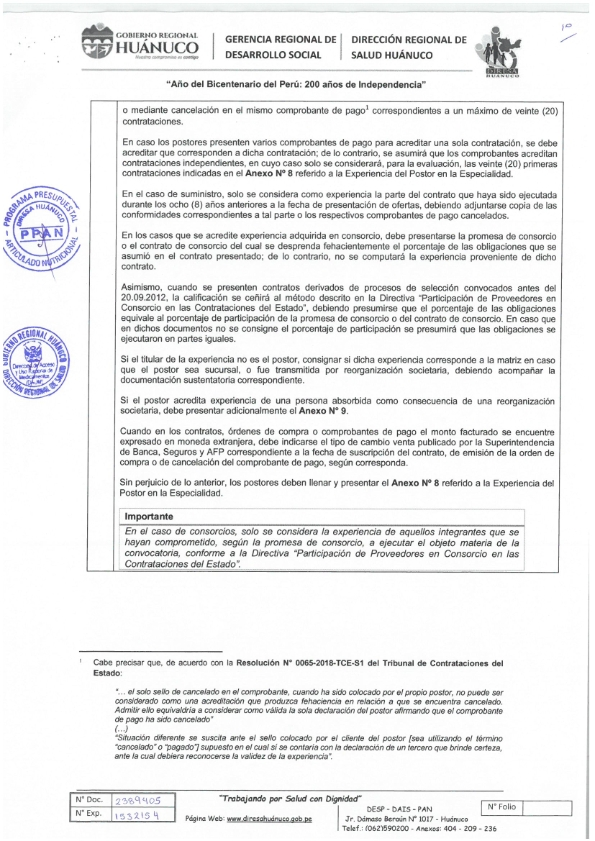 GOBIERNO REGIONAL
HUÁNUCO
GERENCIA REGIONAL DE
DESARROLLO SOCIAL
DIRECCIÓN REGIONAL DE
SALUD HUÁNUCO
DIRESA
HUÁNUCO
"Año del Bicentenario del Perú: 200 años de Independencia"
o mediante cancelación en el mismo comprobante de pago¹ correspondientes a un máximo de veinte (20)
contrataciones.
En caso los postores presenten varios comprobantes de pago para acreditar una sola contratación, se debe
acreditar que corresponden a dicha contratación; de lo contrario, se asumirá que los comprobantes acreditan
contrataciones independientes, en cuyo caso solo se considerará, para la evaluación, las veinte (20) primeras
contrataciones indicadas en el Anexo Nº 8 referido a la Experiencia del Postor en la Especialidad.
En el caso de suministro, solo se considera como experiencia la parte del contrato que haya sido ejecutada
durante los ocho (8) años anteriores a la fecha de presentación de ofertas, debiendo adjuntarse copia de las
conformidades correspondientes a tal parte o los respectivos comprobantes de pago cancelados.
En los casos que se acredite experiencia adquirida en consorcio, debe presentarse la promesa de consorcio
o el contrato de consorcio del cual se desprenda fehacientemente el porcentaje de las obligaciones que se
asumió en el contrato presentado; de lo contrario, no se computará la experiencia proveniente de dicho
contrato.
Asimismo, cuando se presenten contratos derivados de procesos de selección convocados antes del
20.09.2012, la calificación se ceñirá al método descrito en la Directiva "Participación de Proveedores en
Consorcio en las Contrataciones del Estado", debiendo presumirse que el porcentaje de las obligaciones
equivale al porcentaje de participación de la promesa de consorcio o del contrato de consorcio. En caso que
en dichos documentos no se consigne el porcentaje de participación se presumirá que las obligaciones se
ejecutaron en partes iguales.
Si el titular de la experiencia no es el postor, consignar si dicha experiencia corresponde a la matriz en caso
que el postor sea sucursal, o fue transmitida por reorganización societaria, debiendo acompañar la
documentación sustentatoria correspondiente.
Si el postor acredita experiencia de una persona absorbida como consecuencia de una reorganización
societaria, debe presentar adicionalmente el Anexo N° 9.
Cuando en los contratos, órdenes de compra o comprobantes de pago el monto facturado se encuentre
expresado en moneda extranjera, debe indicarse el tipo de cambio venta publicado por la Superintendencia
de Banca, Seguros y AFP correspondiente a la fecha de suscripción del contrato, de emisión de la orden de
compra o de cancelación del comprobante de pago, según corresponda.
Sin perjuicio de lo anterior, los postores deben llenar y presentar el Anexo Nº 8 referido a la Experiencia del
Postor en la Especialidad.
Importante
En el caso de consorcios, solo se considera la experiencia de aquellos integrantes que se
hayan comprometido, según la promesa de consorcio, a ejecutar el objeto materia de la
convocatoria, conforme a la Directiva "Participación de Proveedores en Consorcio en las
Contrataciones del Estado".
PROGRAMA PRESUPUESTAL
DIRESA HUÁNUCO
PPAN
ARTICULADO NUTRICIONAL
GOBIERNO REGIONAL HUÁNUCO
DIRECCIÓN REGIONAL DE SALUD
¹ Cabe precisar que, de acuerdo con la Resolución N° 0065-2018-TCE-S1 del Tribunal de Contrataciones del
Estado:
"… el solo sello de cancelado en el comprobante, cuando ha sido colocado por el propio postor, no puede ser
considerado como una acreditación que produzca fehaciencia en relación a que se encuentra cancelado.
Admitir ello equivaldría a considerar como válida la sola declaración del postor afirmando que el comprobante
de pago ha sido cancelado"
(…)
"Situación diferente se suscita ante el sello colocado por el cliente del postor [sea utilizando el término
"cancelado" o "pagado"] supuesto en el cual si se contaría con la declaración de un tercero que brinde certeza,
ante la cual debiera reconocerse la validez de la experiencia".
N° Doc. 2389405
N° Exp. 1532154
"Trabajando por Salud con Dignidad"
Página Web: www.diresahuánuco.gob.pe
DESP - DAIS - PAN
Jr. Dámaso Beraún N° 1017 - Huánuco
Telef.: (062)590200 - Anexos: 404 - 209 - 236
N° Folio